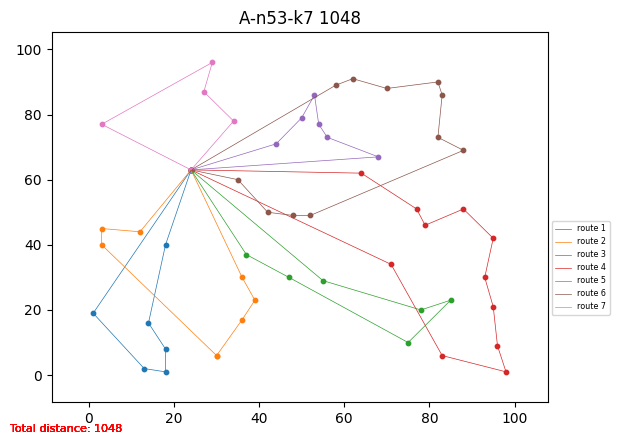 A-n53-k7 1048
100
80
60
40
20
0
0 20 40 60 80 100
route 1
route 2
route 3
route 4
route 5
route 6
route 7
Total distance: 1048